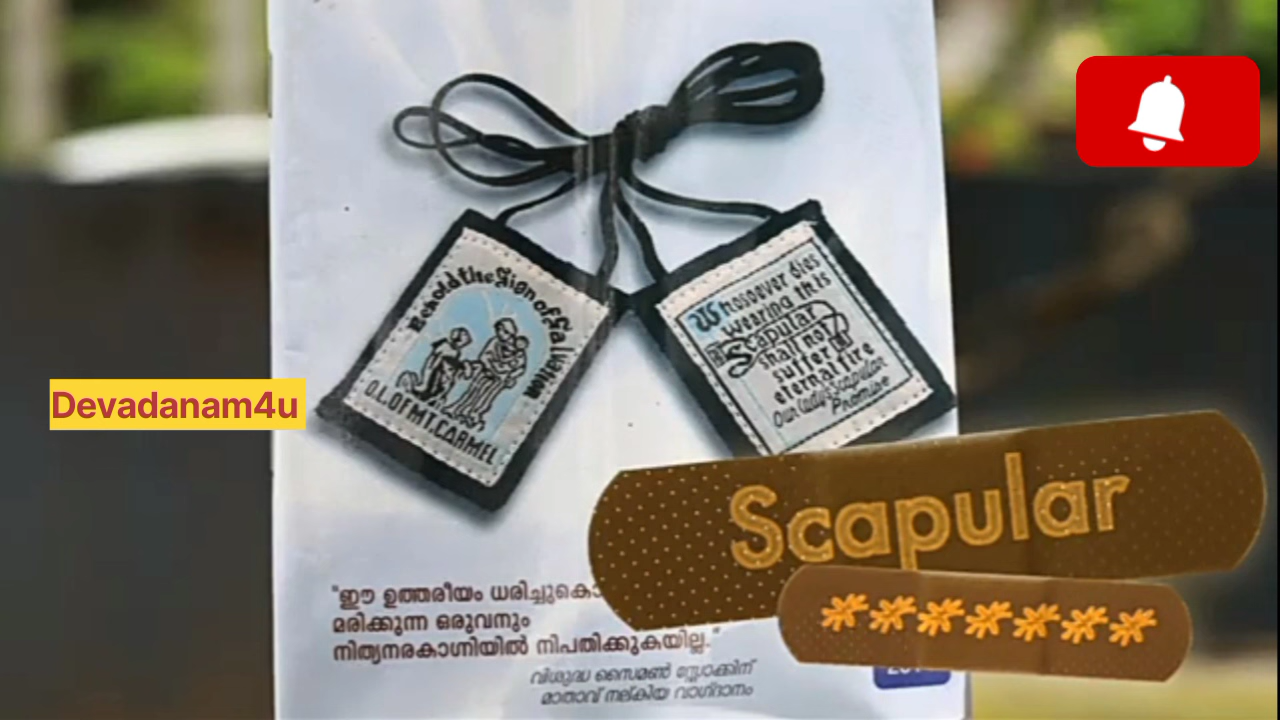 Devadanam4u
Behold the Sign of Salvation
O.L. OF MT. CARMEL
Whosoever dies
wearing this
Scapular
shall not
suffer
eternal fire
Our Lady's Scapular
Promise
Scapular
"ഈ ഉത്തരീയം ധരിച്ചുകൊ
മരിക്കുന്ന ഒരുവനും
നിത്യനരകാഗ്നിയിൽ നിപതിക്കുകയില്ല."
വിശുദ്ധ സൈമൺ സ്റ്റോക്കിന്
മാതാവ് നല്കിയ വാഗ്ദാനം